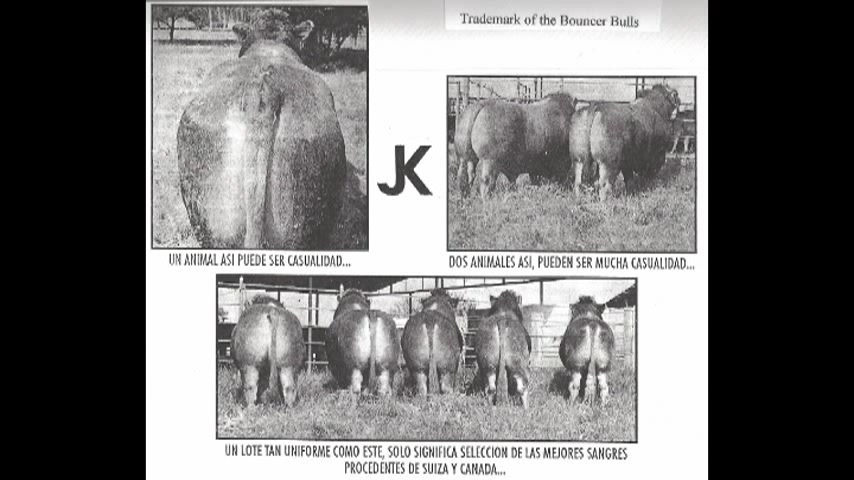 Trademark of the Bouncer Bulls
JK
UN ANIMAL ASI PUEDE SER CASUALIDAD...
DOS ANIMALES ASI, PUEDEN SER MUCHA CASUALIDAD...
UN LOTE TAN UNIFORME COMO ESTE, SOLO SIGNIFICA SELECCION DE LAS MEJORES SANGRES
PROCEDENTES DE SUIZA Y CANADA...